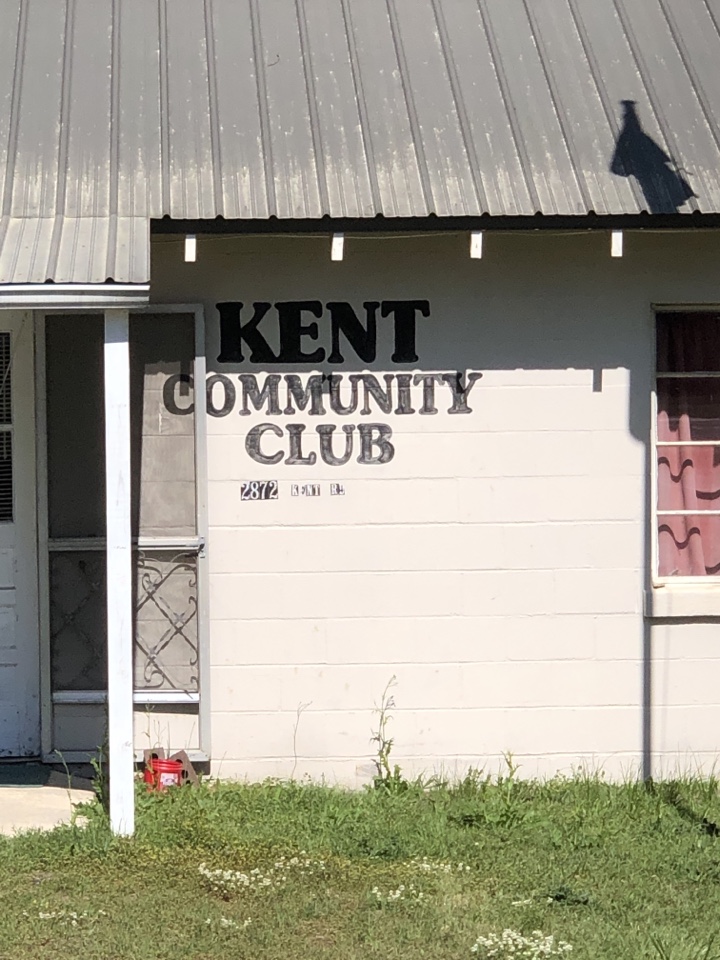 KENT
COMMUNITY
CLUB
2872 KENT Rd